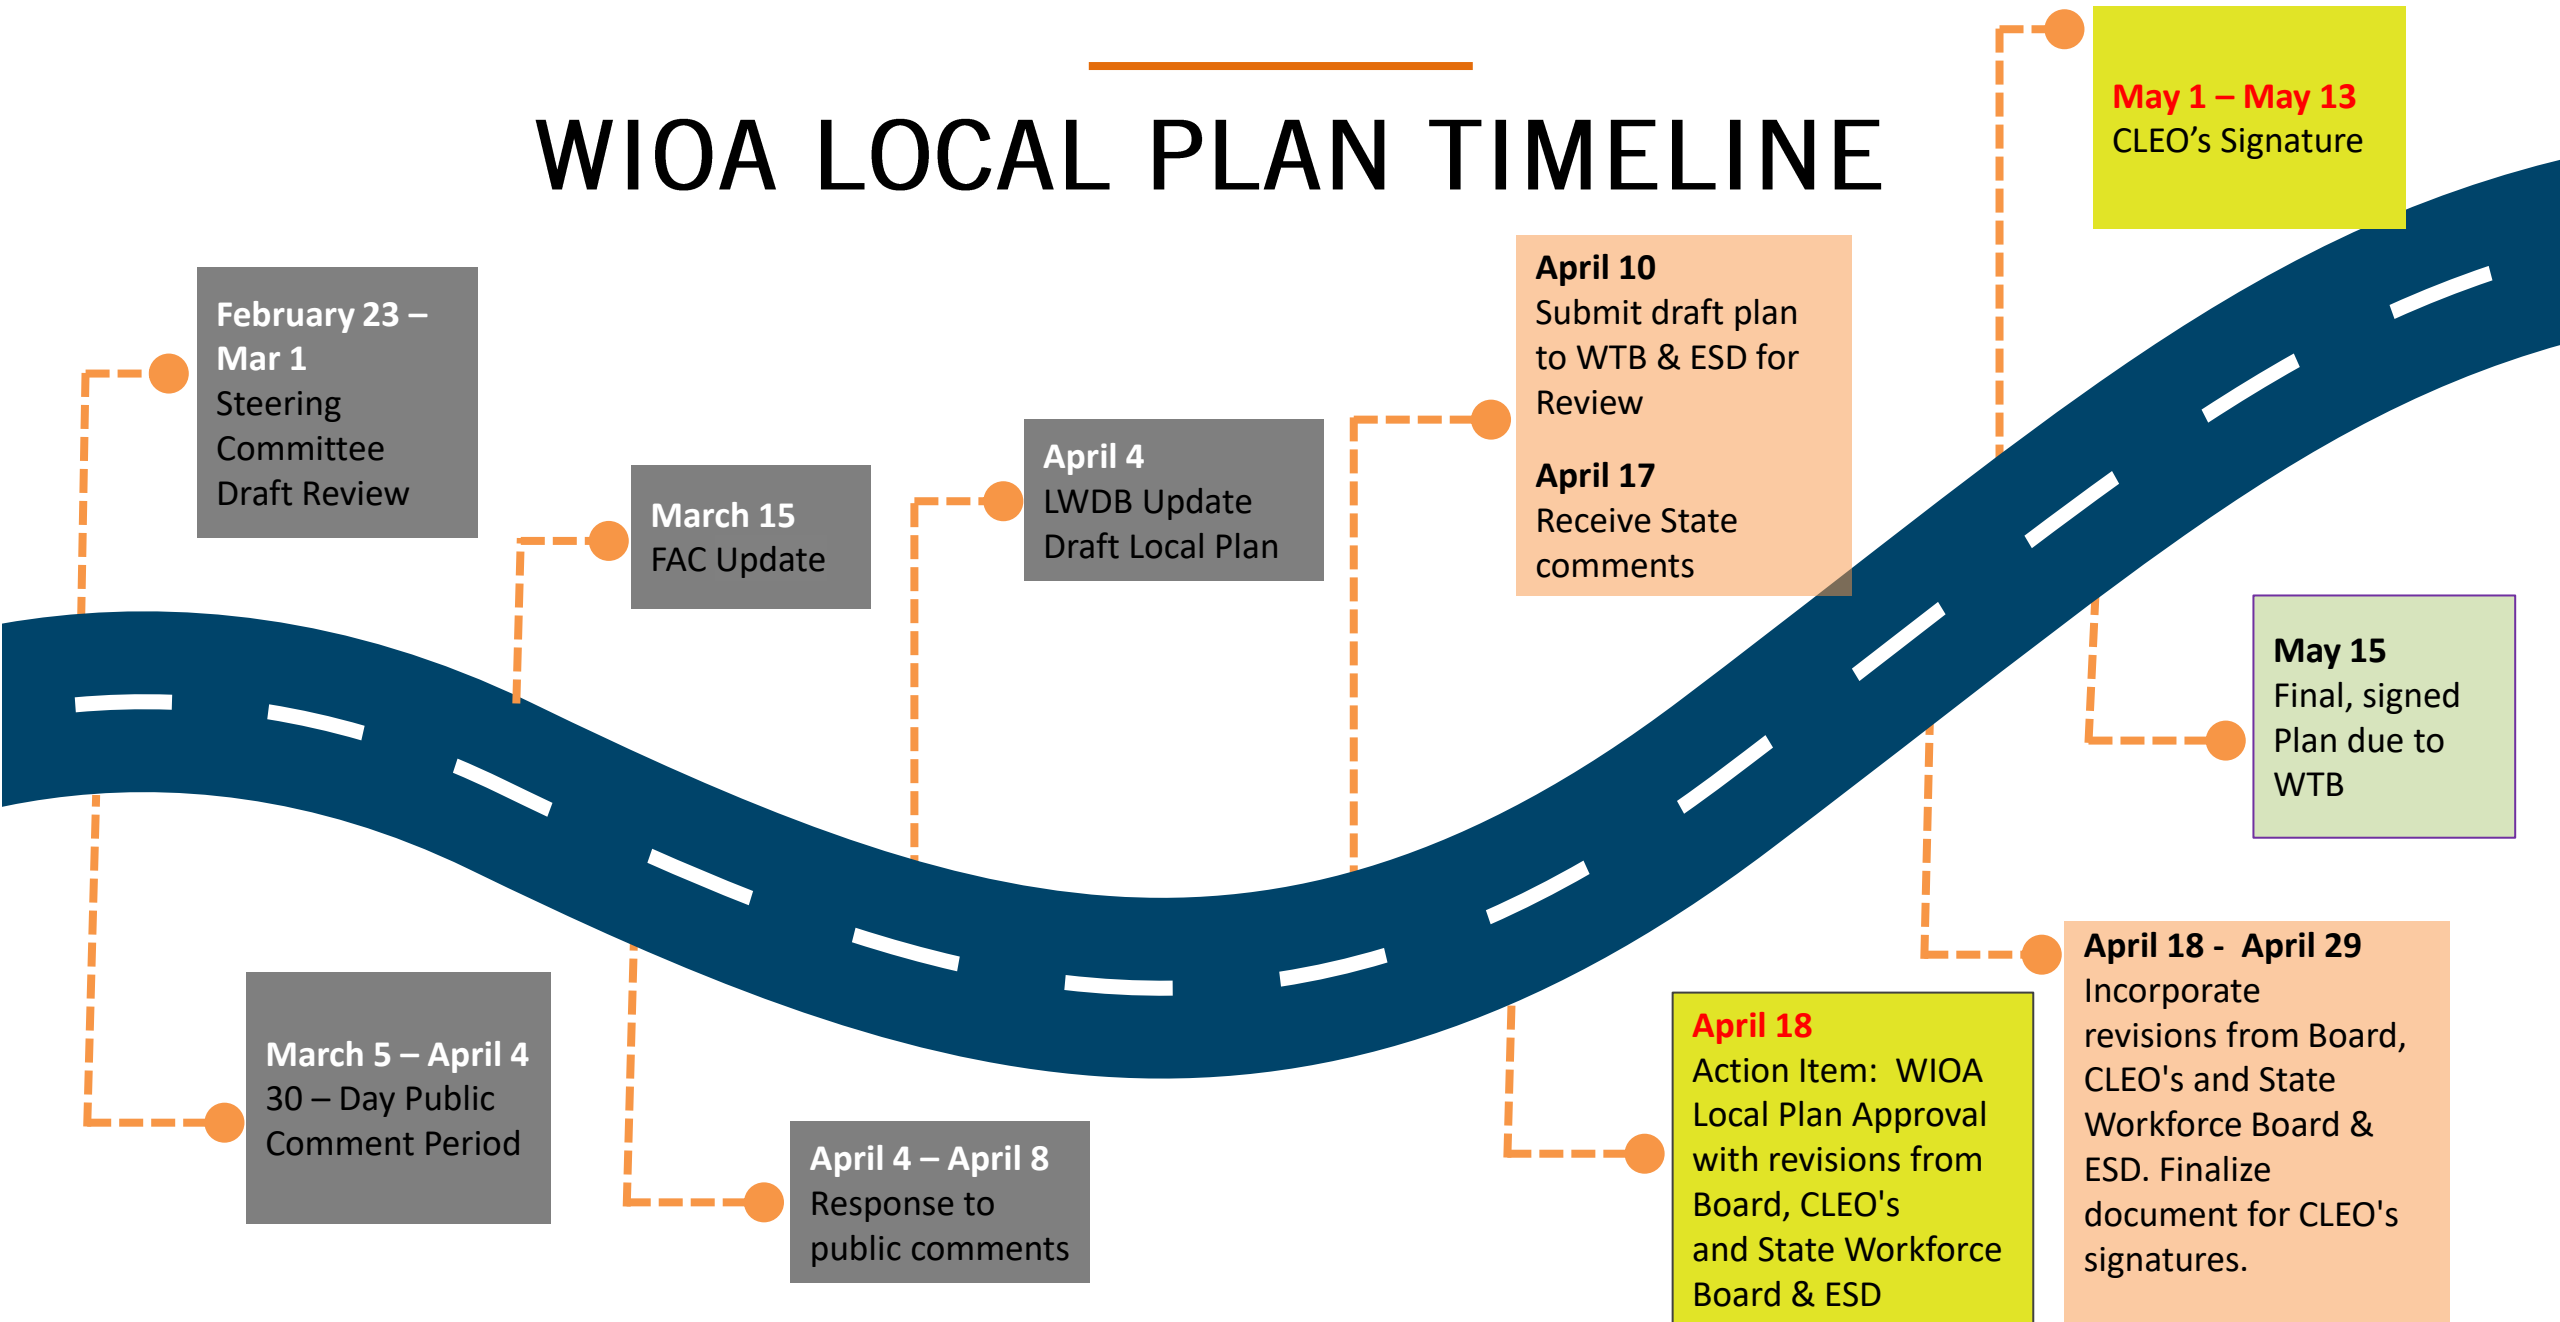 WIOA LOCAL PLAN TIMELINE
February 23 –
Mar 1
Steering
Committee
Draft Review
March 5 – April 4
30 – Day Public
Comment Period
March 15
FAC Update
April 4 – April 8
Response to
public comments
April 4
LWDB Update
Draft Local Plan
April 10
Submit draft plan
to WTB & ESD for
Review
April 17
Receive State
comments
April 18
Action Item:  WIOA
Local Plan Approval
with revisions from
Board, CLEO's
and State Workforce
Board & ESD
April 18 -  April 29
Incorporate
revisions from Board,
CLEO's and State
Workforce Board &
ESD. Finalize
document for CLEO's
signatures.
May 1 – May 13
CLEO’s Signature
May 15
Final, signed
Plan due to
WTB